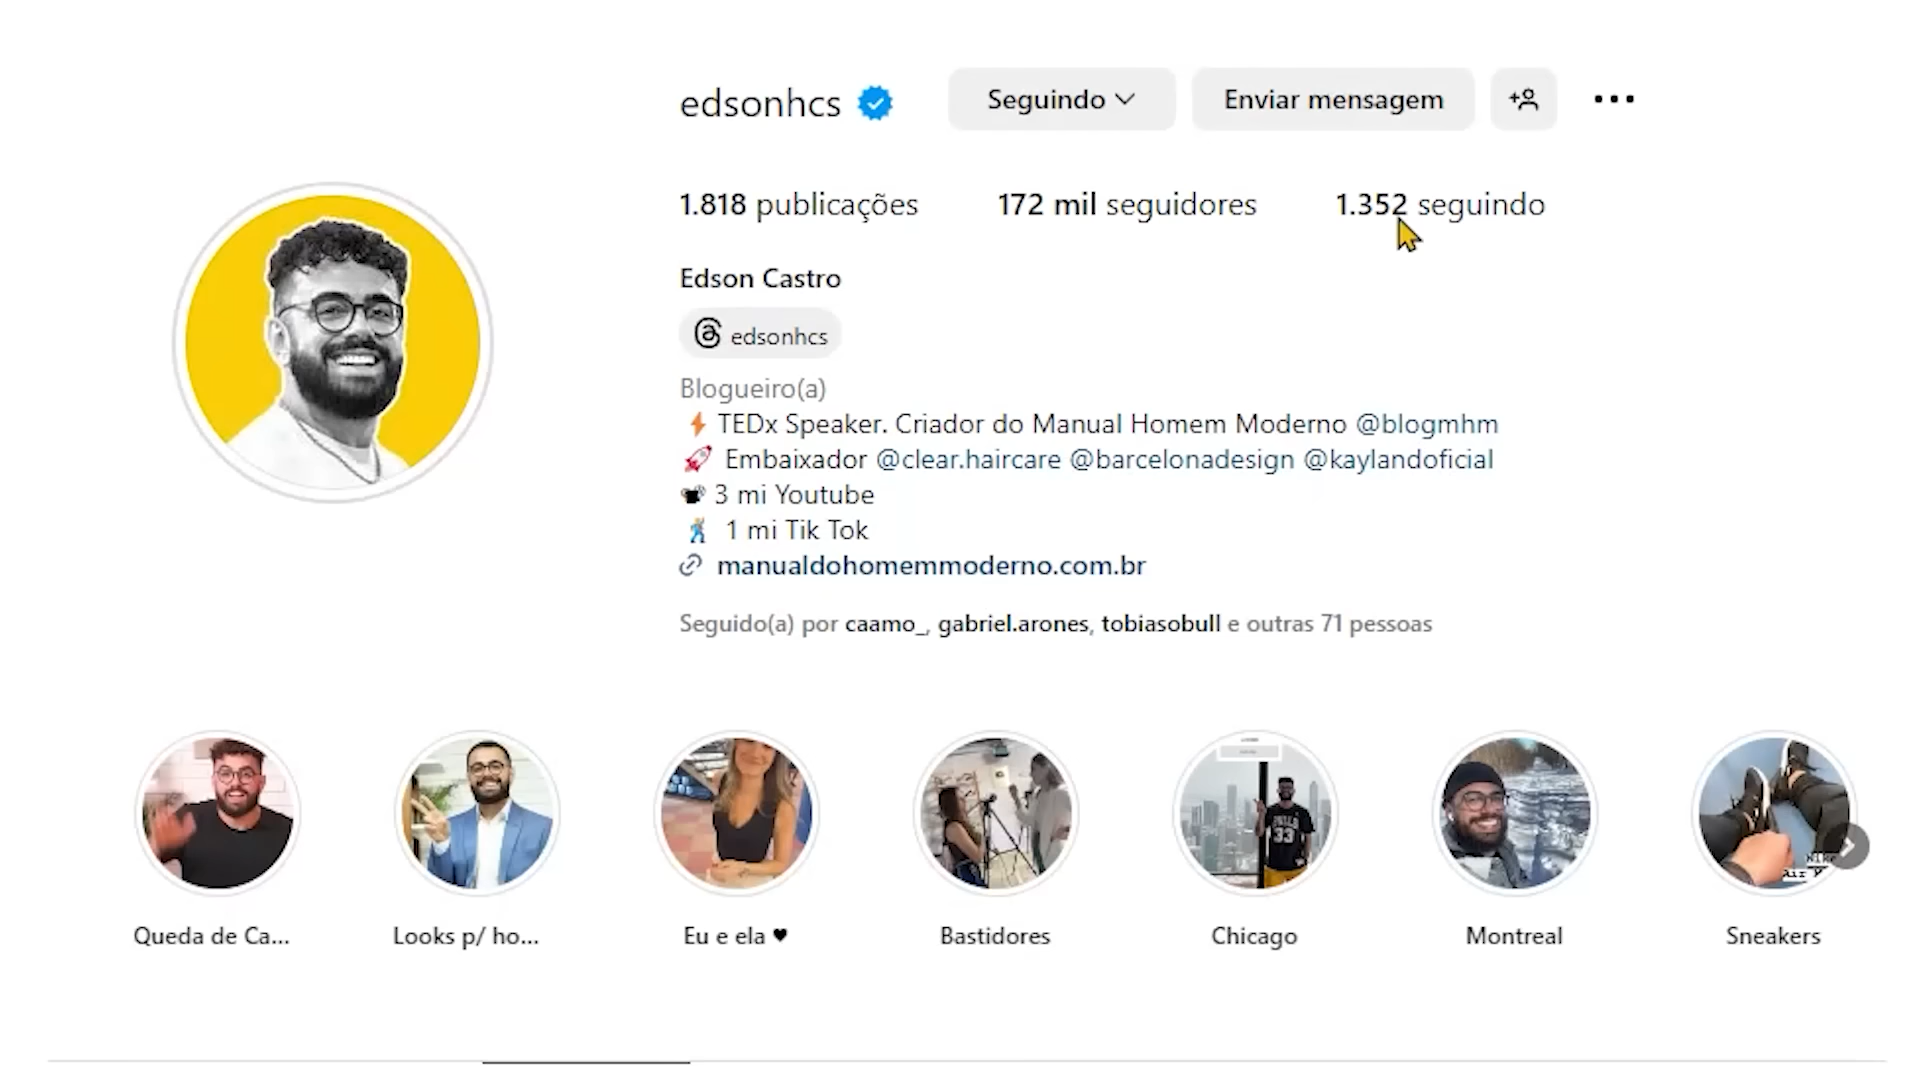 edsonhcs
Seguindo
Enviar mensagem
1.818 publicações
172 mil seguidores
1.352 seguindo
Edson Castro
edsonhcs
Blogueiro(a)
⚡ TEDx Speaker. Criador do Manual Homem Moderno @blogmhm
🚀 Embaixador @clear.haircare @barcelonadesign @kaylandoficial
3 mi Youtube
1 mi Tik Tok
manualdohomemmoderno.com.br
Seguido(a) por caamo_, gabriel.arones, tobiasobull e outras 71 pessoas
33
Queda de Ca...
Looks p/ ho...
Eu e ela ♥
Bastidores
Chicago
Montreal
Sneakers